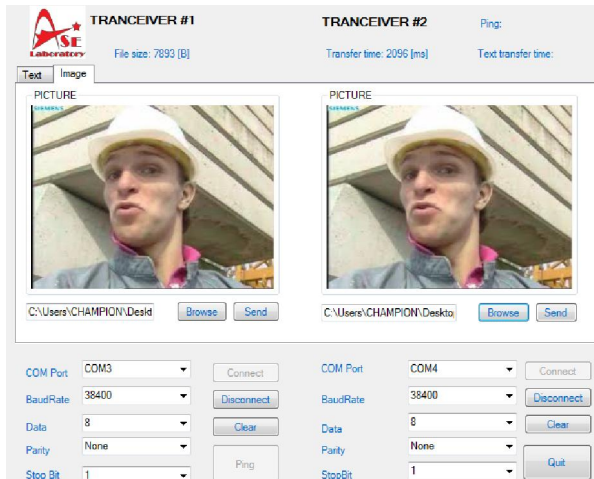 ASE
Laboratory
TRANCEIVER #1
TRANCEIVER #2
Ping:
File size: 7893 [B]
Transfer time: 2096 [ms]
Text transfer time:
Text
Image
PICTURE
PICTURE
SIEMENS
SIEMENS
C:\Users\CHAMPION\Deskt
Browse
Send
C:\Users\CHAMPION\Desktop
Browse
Send
COM Port
COM3
Connect
COM Port
COM4
Connect
BaudRate
38400
Disconnect
BaudRate
38400
Disconnect
Data
8
Clear
Data
8
Clear
Parity
None
Parity
None
Ping
Quit
Stop Bit
1
StopBit
1